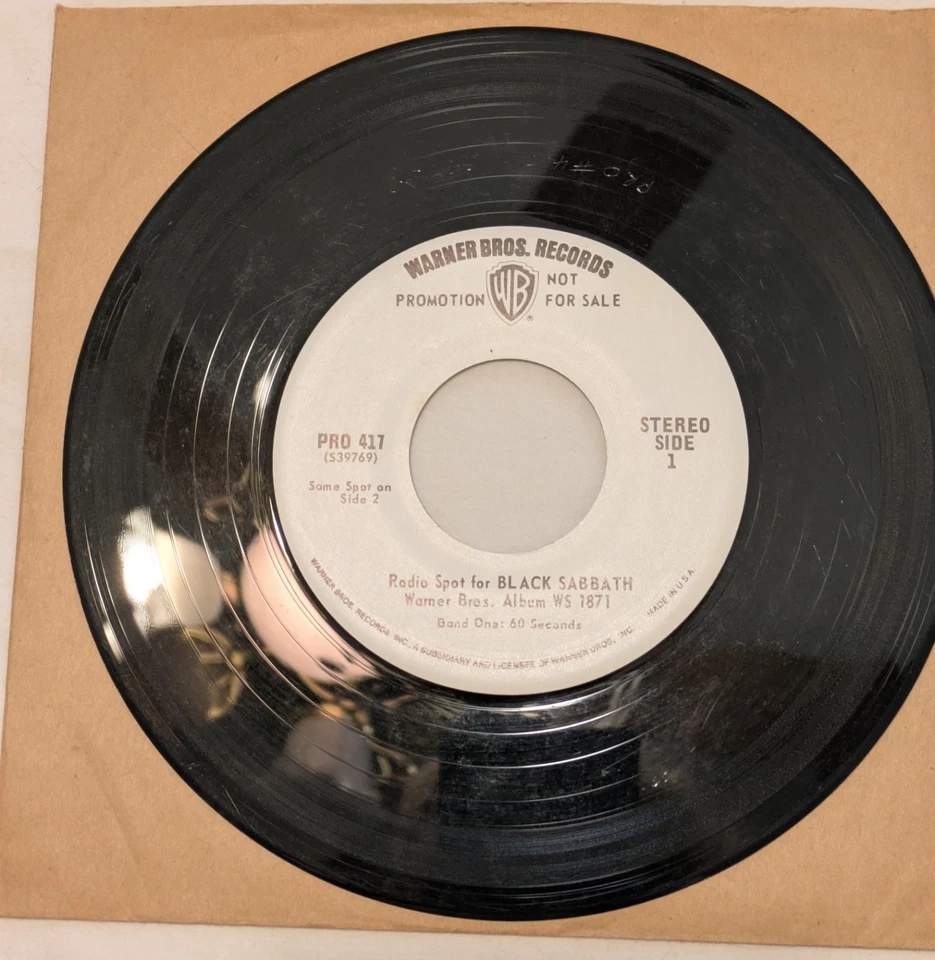 WARNER BROS. RECORDS
WB
®
PROMOTION
NOT
FOR SALE
PRO 417
(S39769)
Same Spot on
Side 2
STEREO
SIDE
1
Radio Spot for BLACK SABBATH
Warner Bros. Album WS 1871
Band One: 60 Seconds
WARNER BROS. RECORDS INC., A SUBSIDIARY AND LICENSEE OF WARNER BROS., INC.
MADE IN U.S.A.